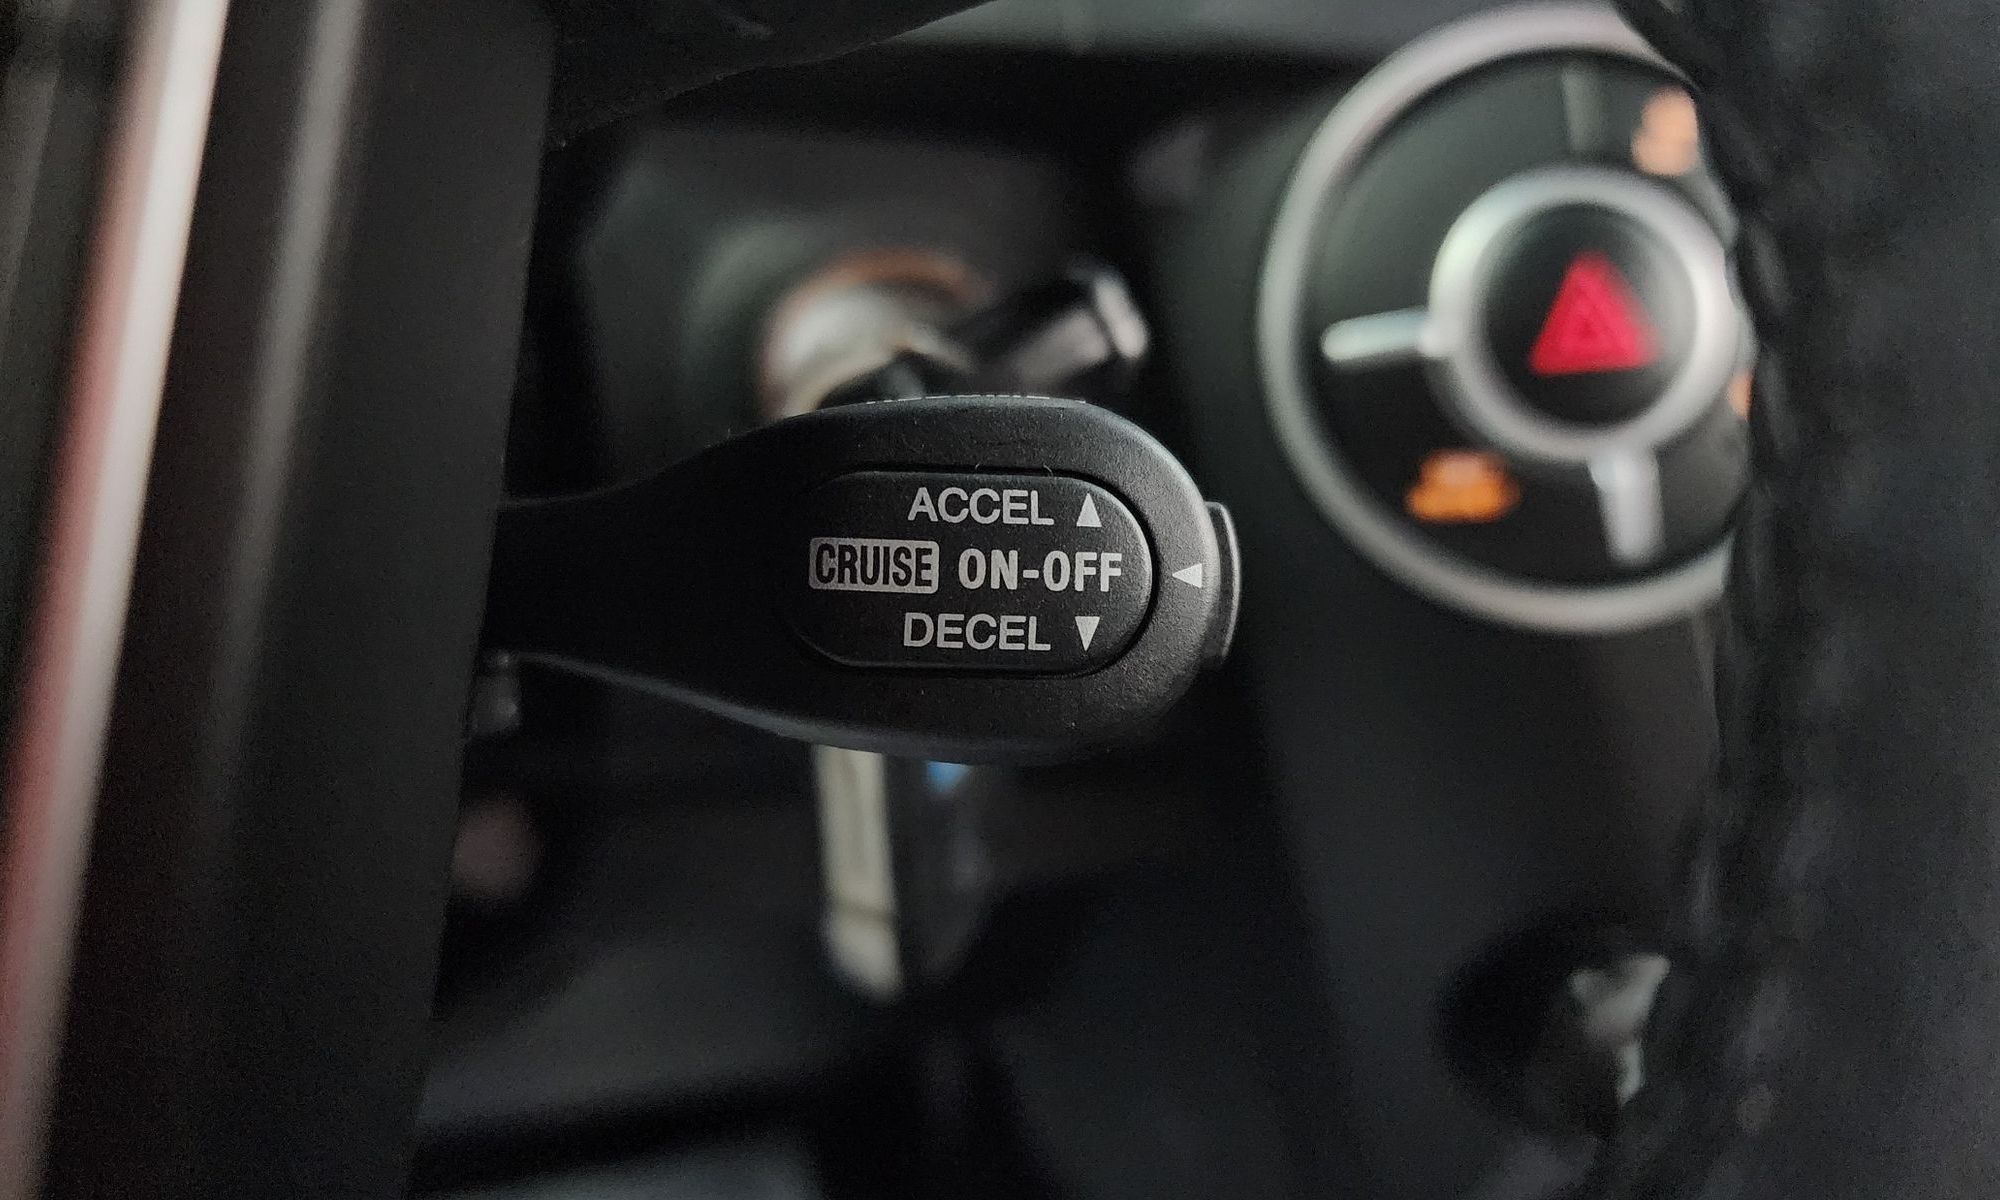 ACCEL ▲
CRUISE ON-OFF ◀
DECEL ▼